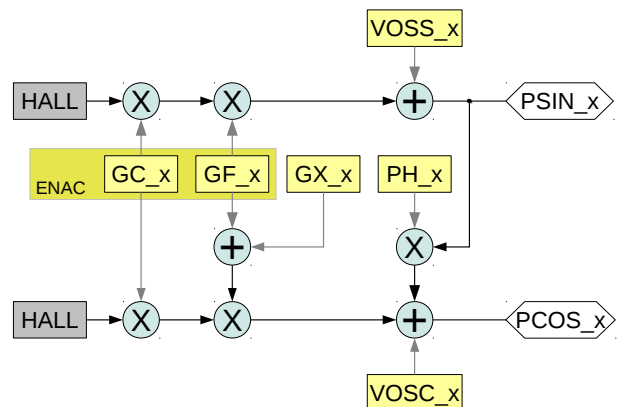 VOSS_x
HALL
X
X
+
PSIN_x
ENAC
GC_x
GF_x
GX_x
PH_x
+
X
HALL
X
X
+
PCOS_x
VOSC_x